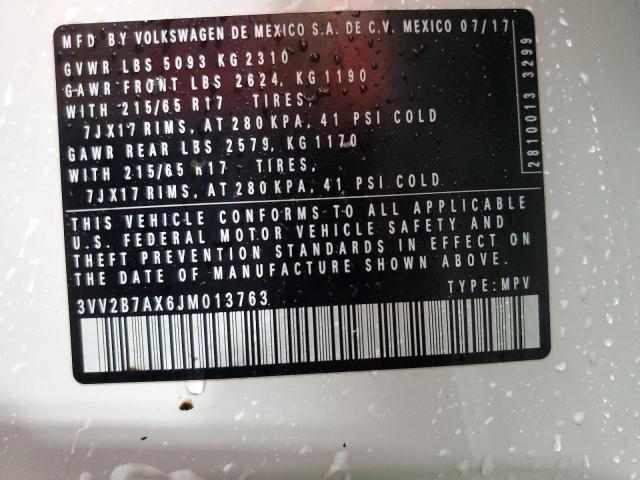 MFD BY VOLKSWAGEN DE MEXICO S.A. DE C.V. MEXICO 07/17
GVWR LBS 5093 KG 2310
GAWR FRONT LBS 2624, KG 1190
WITH 215/65 R17 TIRES,
7JX17 RIMS, AT 280 KPA, 41 PSI COLD
GAWR REAR LBS 2579, KG 1170
WITH 215/65 R17 TIRES,
7JX17 RIMS, AT 280 KPA, 41 PSI COLD
2810013 3299
THIS VEHICLE CONFORMS TO ALL APPLICABLE
U.S. FEDERAL MOTOR VEHICLE SAFETY AND
THEFT PREVENTION STANDARDS IN EFFECT ON
THE DATE OF MANUFACTURE SHOWN ABOVE.
3VV2B7AX6JM013763 TYPE: MPV